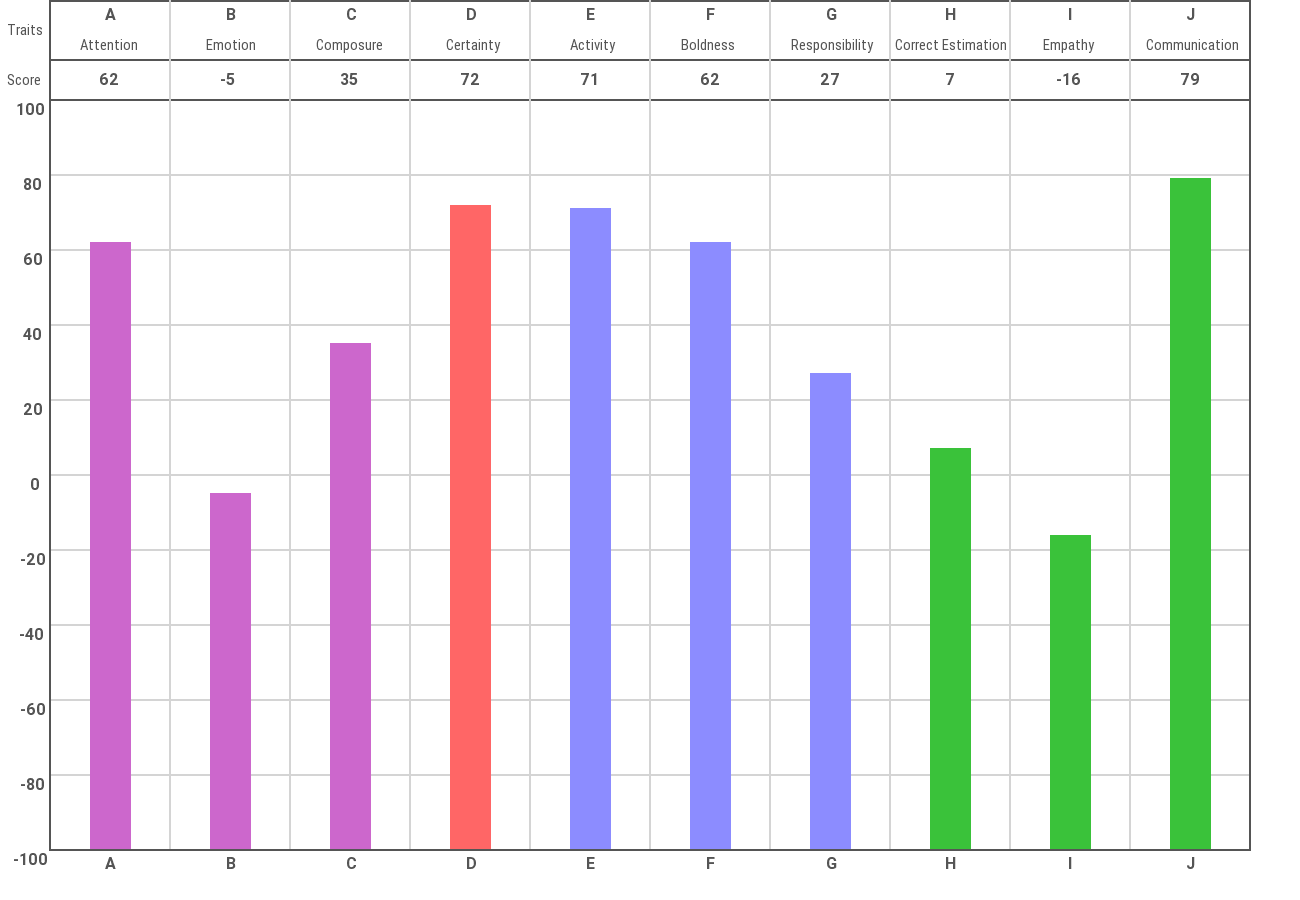 A B C D E F G H I J
Traits Attention Emotion Composure Certainty Activity Boldness Responsibility Correct Estimation Empathy Communication
Score 62 -5 35 72 71 62 27 7 -16 79
100
80
60
40
20
0
-20
-40
-60
-80
-100
A B C D E F G H I J